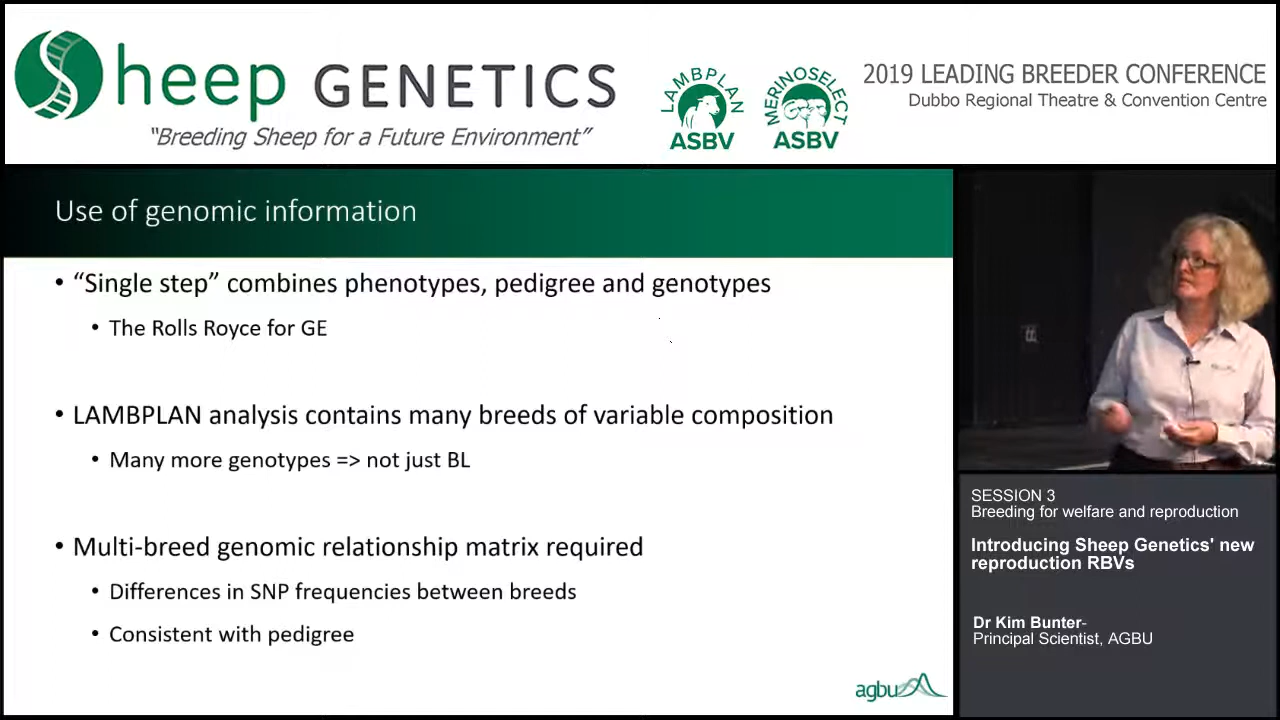 Sheep GENETICS
"Breeding Sheep for a Future Environment"
LAMBPLAN
ASBV
MERINOSELECT
ASBV
2019 LEADING BREEDER CONFERENCE
Dubbo Regional Theatre & Convention Centre
Use of genomic information
• "Single step" combines phenotypes, pedigree and genotypes
• The Rolls Royce for GE
• LAMBPLAN analysis contains many breeds of variable composition
• Many more genotypes => not just BL
• Multi-breed genomic relationship matrix required
• Differences in SNP frequencies between breeds
• Consistent with pedigree
agbu
SESSION 3
Breeding for welfare and reproduction
Introducing Sheep Genetics' new
reproduction RBVs
Dr Kim Bunter-
Principal Scientist, AGBU